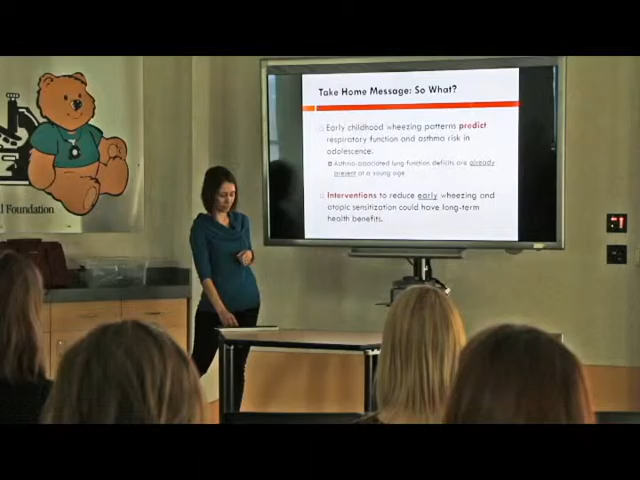 Take Home Message: So What?
Early childhood wheezing patterns predict
respiratory function and asthma risk in
adolescence.
Asthma-associated lung function deficits are already
present at a young age
Interventions to reduce early wheezing and
atopic sensitization could have long-term
health benefits.
Foundation